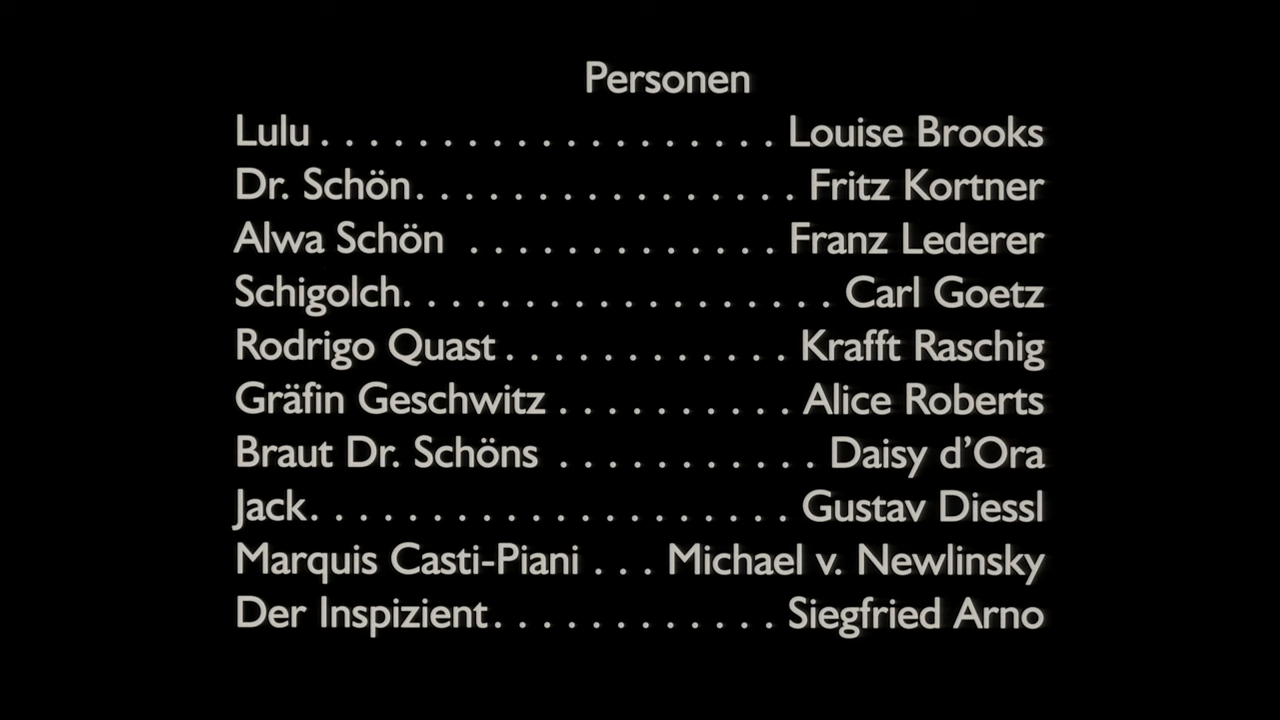 Personen
Lulu . . . . . . . . . . . . . . . . . . . Louise Brooks
Dr. Schön. . . . . . . . . . . . . . . . Fritz Kortner
Alwa Schön . . . . . . . . . . . . . Franz Lederer
Schigolch. . . . . . . . . . . . . . . . . . Carl Goetz
Rodrigo Quast . . . . . . . . . . . . Krafft Raschig
Gräfin Geschwitz . . . . . . . . . . Alice Roberts
Braut Dr. Schöns . . . . . . . . . . . Daisy d’Ora
Jack. . . . . . . . . . . . . . . . . . . . Gustav Diessl
Marquis Casti-Piani . . . Michael v. Newlinsky
Der Inspizient. . . . . . . . . . . . Siegfried Arno